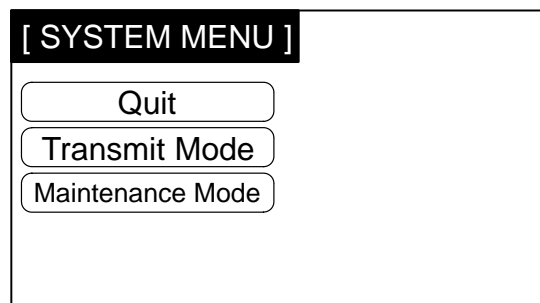 [ SYSTEM MENU ]
Quit
Transmit Mode
Maintenance Mode